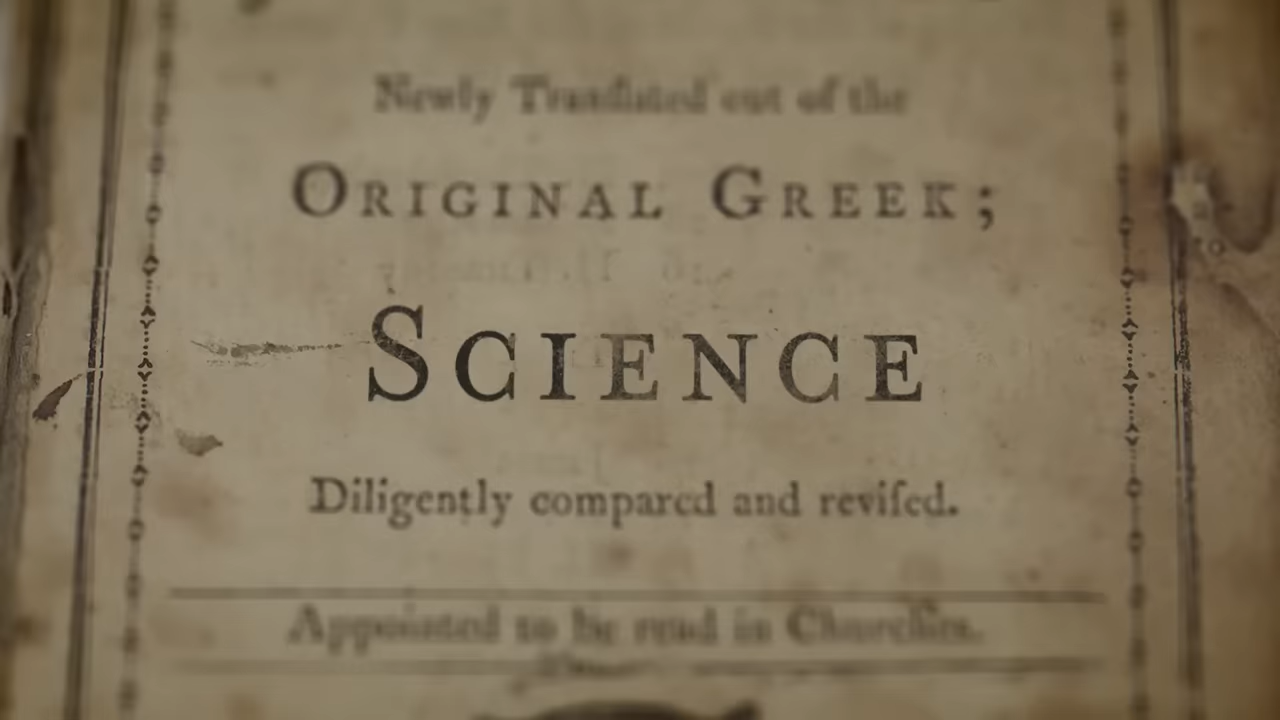 Newly Tranſlated out of the
ORIGINAL GREEK;
SCIENCE
Diligently compared and reviſed.
Appointed to be read in Churches.